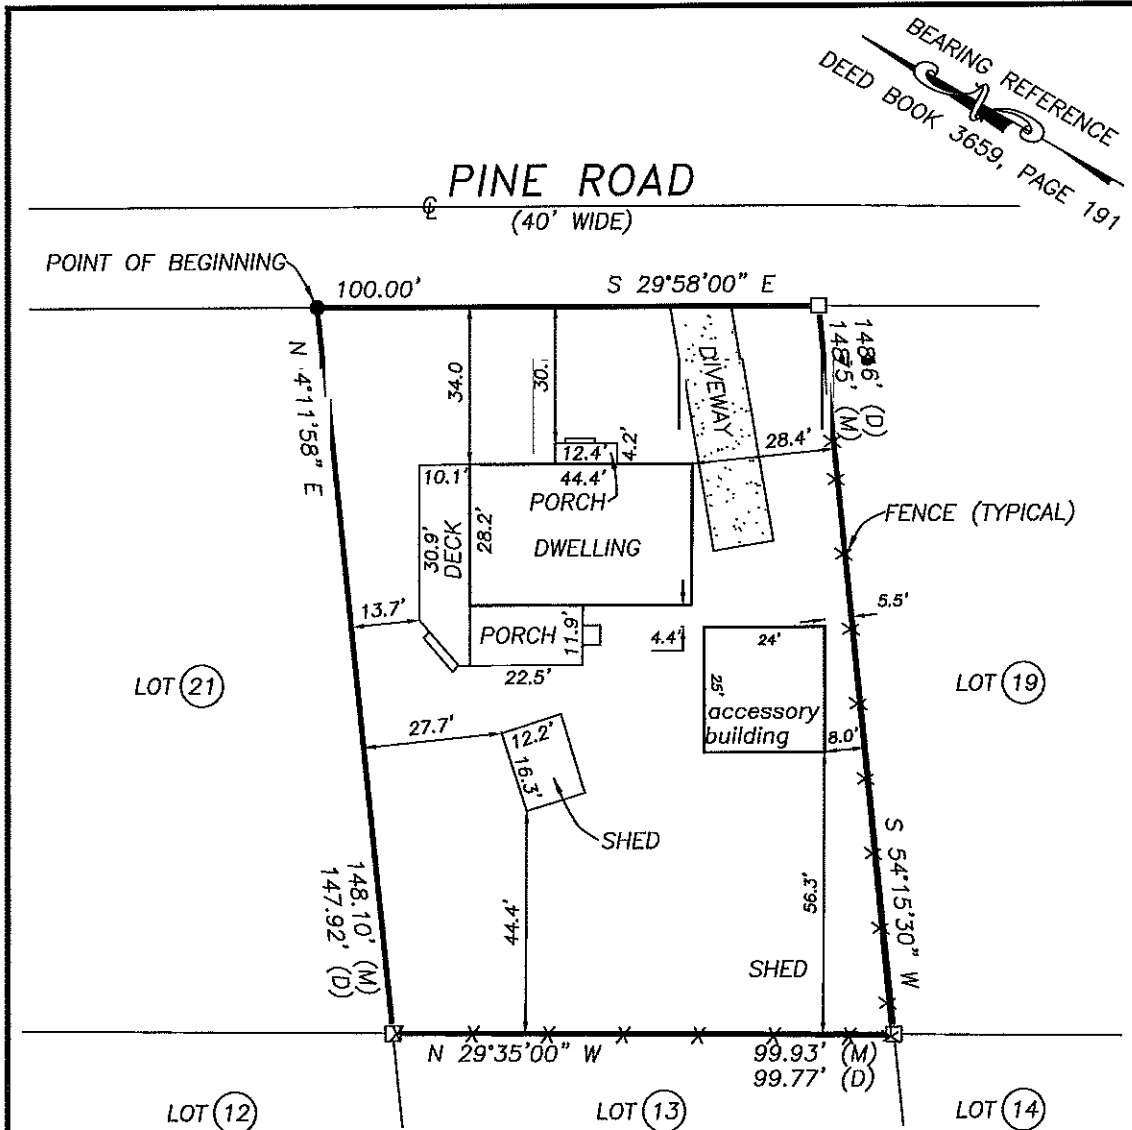 BEARING REFERENCE
DEED BOOK 3659, PAGE 191
PINE ROAD
(40' WIDE)
POINT OF BEGINNING
100.00'
S 29°58'00" E
N 4°11'58" E
34.0
30.
DIVEWAY
(D)
(M)
28.4'
4.2'
12.4'
10.1'
44.4'
PORCH
FENCE (TYPICAL)
30.9'
DECK
28.2'
DWELLING
13.7'
5.5'
PORCH
11.9'
4.4'
24'
22.5'
LOT 21
LOT 19
25'
accessory
building
8.0'
27.7'
12.2'
16.3'
SHED
S 54°15'30" W
148.10' (M)
147.92' (D)
44.4'
56.3'
SHED
N 29°35'00" W
99.93' (M)
99.77' (D)
LOT 12
LOT 13
LOT 14